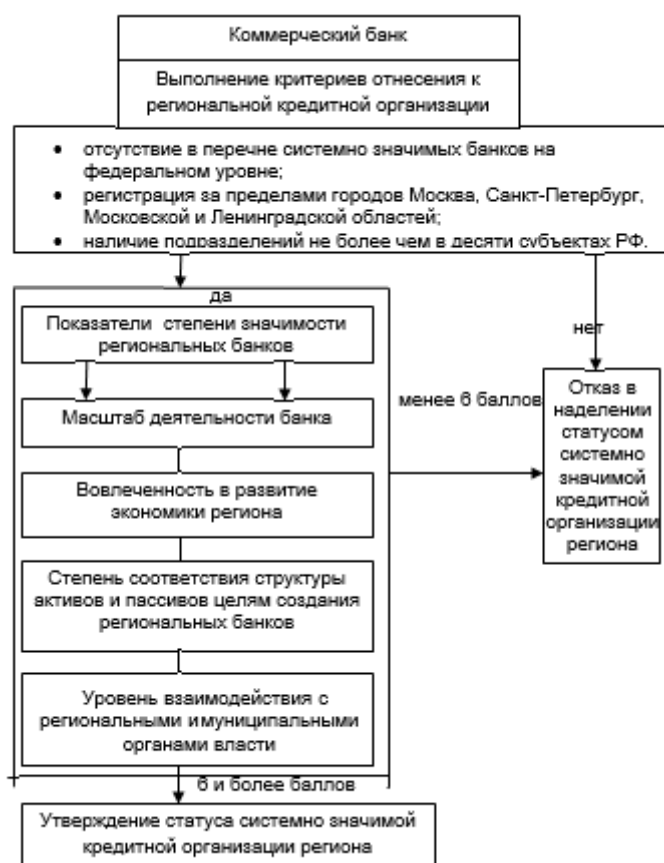 Коммерческий банк
Выполнение критериев отнесения к
региональной кредитной организации
• отсутствие в перечне системно значимых банков на
федеральном уровне;
• регистрация за пределами городов Москва, Санкт-Петербург,
Московской и Ленинградской областей;
• наличие подразделений не более чем в десяти субъектах РФ.
да
Показатели степени значимости
региональных банков
Масштаб деятельности банка
Вовлеченность в развитие
экономики региона
Степень соответствия структуры
активов и пассивов целям создания
региональных банков
Уровень взаимодействия с
региональными имуниципальными
органами власти
менее 6 баллов
нет
Отказ в
наделении
статусом
системно
значимой
кредитной
организации
региона
6 и более баллов
Утверждение статуса системно значимой
кредитной организации региона